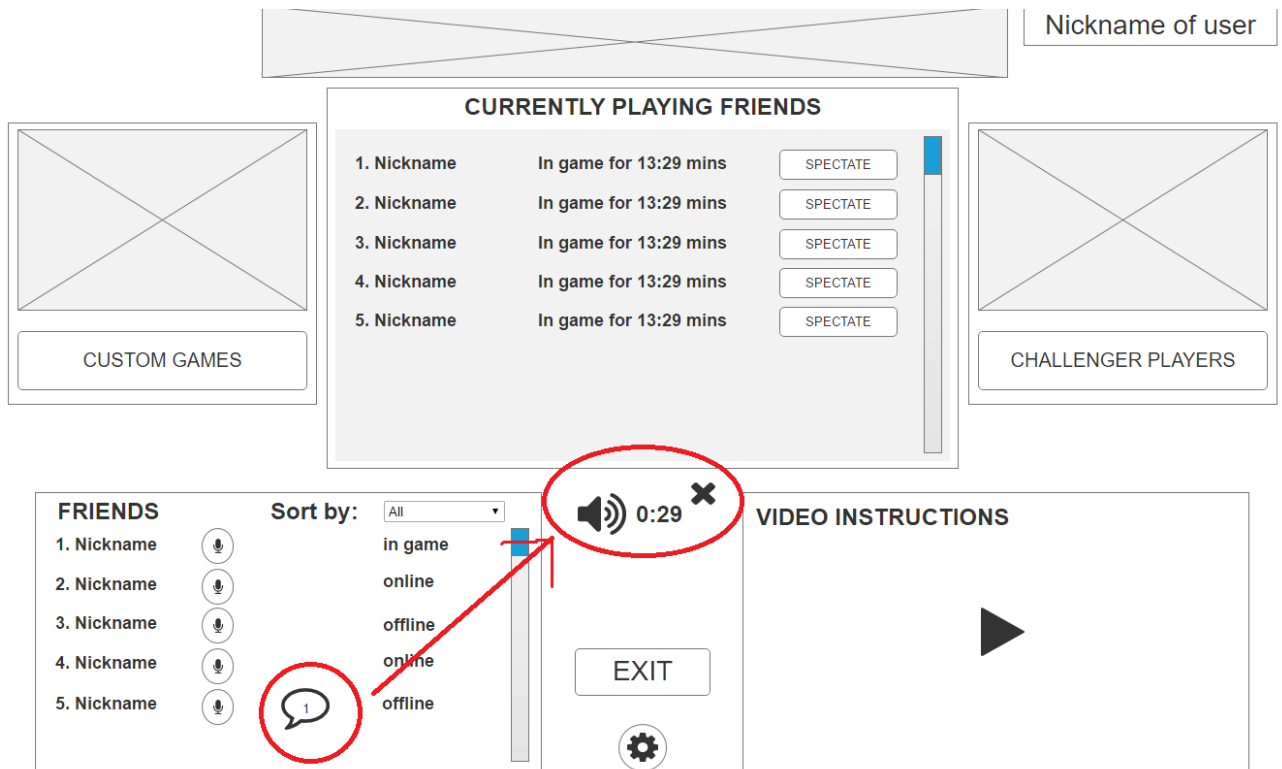 Nickname of user
CURRENTLY PLAYING FRIENDS
1. Nickname In game for 13:29 mins SPECTATE
2. Nickname In game for 13:29 mins SPECTATE
3. Nickname In game for 13:29 mins SPECTATE
4. Nickname In game for 13:29 mins SPECTATE
5. Nickname In game for 13:29 mins SPECTATE
CUSTOM GAMES
CHALLENGER PLAYERS
FRIENDS Sort by: All
1. Nickname in game
2. Nickname online
3. Nickname offline
4. Nickname online
5. Nickname 1 offline
0:29
EXIT
VIDEO INSTRUCTIONS